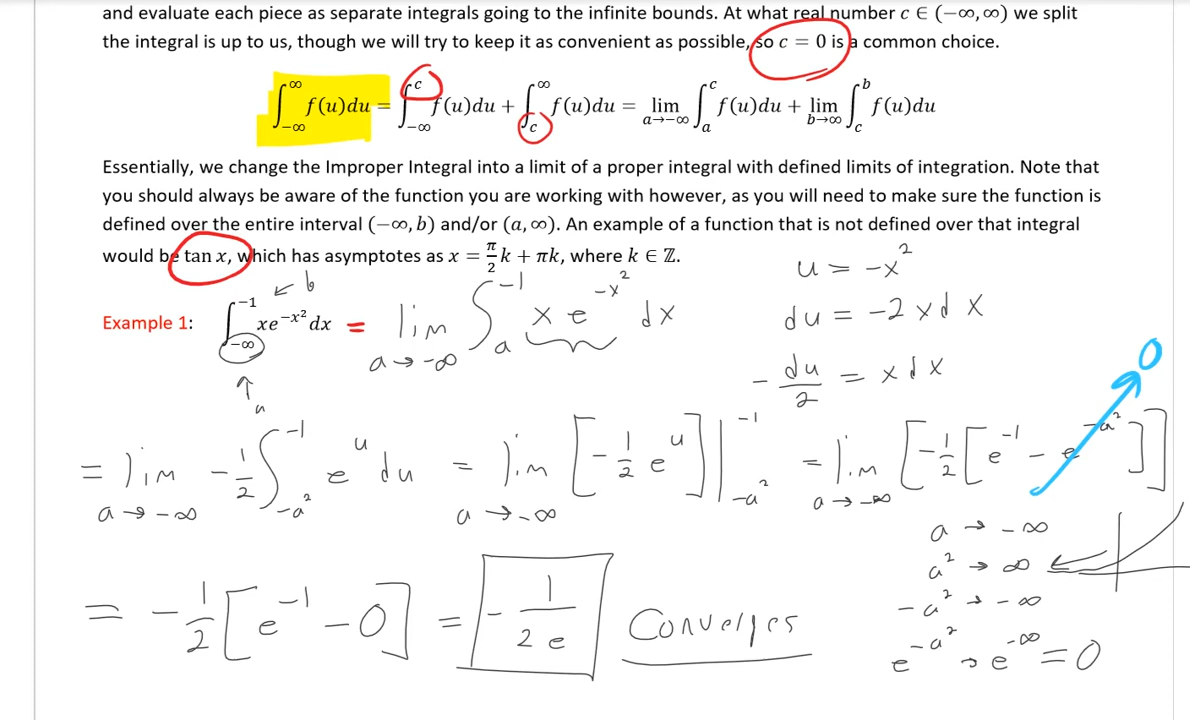 and evaluate each piece as separate integrals going to the infinite bounds. At what real number c ∈ (−∞, ∞) we split
the integral is up to us, though we will try to keep it as convenient as possible, so c = 0 is a common choice.
∫_{−∞}^{∞} f(u)du = ∫_{−∞}^{c} f(u)du + ∫_{c}^{∞} f(u)du = lim_{a→−∞} ∫_{a}^{c} f(u)du + lim_{b→∞} ∫_{c}^{b} f(u)du
Essentially, we change the Improper Integral into a limit of a proper integral with defined limits of integration. Note that
you should always be aware of the function you are working with however, as you will need to make sure the function is
defined over the entire interval (−∞, b) and/or (a, ∞). An example of a function that is not defined over that integral
would be tan x, which has asymptotes as x = π/2 k + πk, where k ∈ ℤ.
u = −x²
← b
Example 1: ∫_{−∞}^{−1} xe^{−x²} dx = lim_{a→−∞} ∫_{a}^{−1} x e^{−x²} dx
du = −2x dx
↑ a
− du/2 = x dx
0
= lim_{a→−∞} −1/2 ∫_{−a²}^{−1} e^u du = lim_{a→−∞} [−1/2 e^u] |_{−a²}^{−1} = lim_{a→−∞} [−1/2 [e^{−1} − e^{−a²}]]
a → −∞
a² → ∞ ←
−a² → −∞
e^{−a²} → e^{−∞} = 0
= −1/2 [e^{−1} − 0] = −1/(2e) Converges